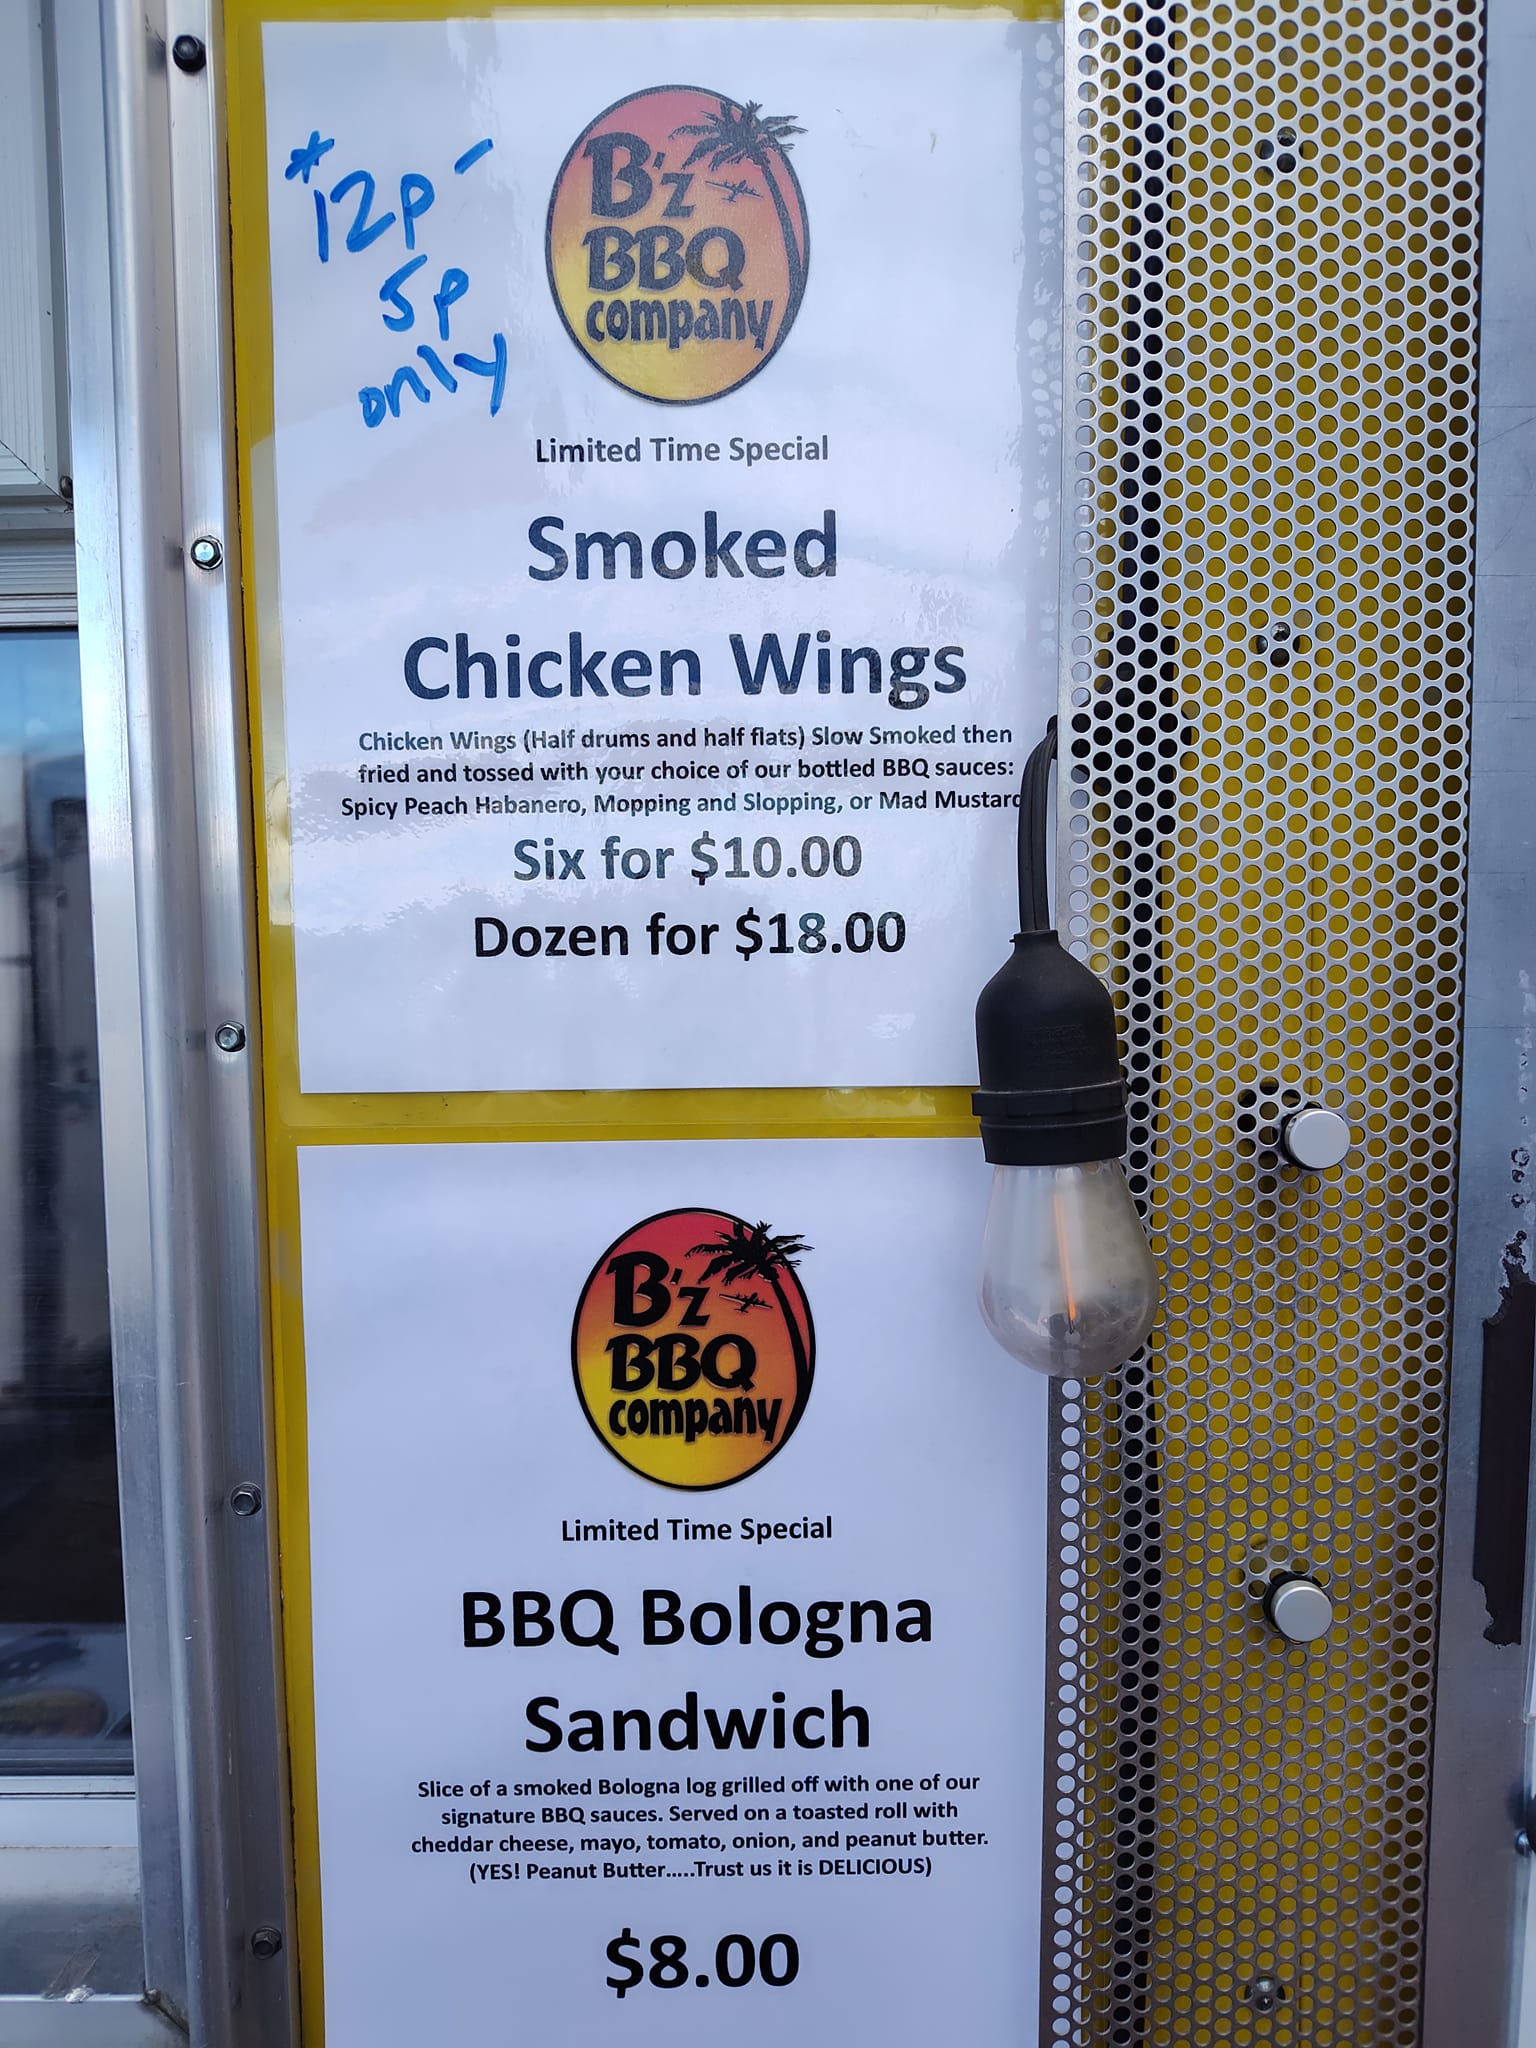 *12p -
5p
only
B'z
BBQ
company
Limited Time Special
Smoked
Chicken Wings
Chicken Wings (Half drums and half flats) Slow Smoked then
fried and tossed with your choice of our bottled BBQ sauces:
Spicy Peach Habanero, Mopping and Slopping, or Mad Mustard
Six for $10.00
Dozen for $18.00
B'z
BBQ
company
Limited Time Special
BBQ Bologna
Sandwich
Slice of a smoked Bologna log grilled off with one of our
signature BBQ sauces. Served on a toasted roll with
cheddar cheese, mayo, tomato, onion, and peanut butter.
(YES! Peanut Butter.....Trust us it is DELICIOUS)
$8.00